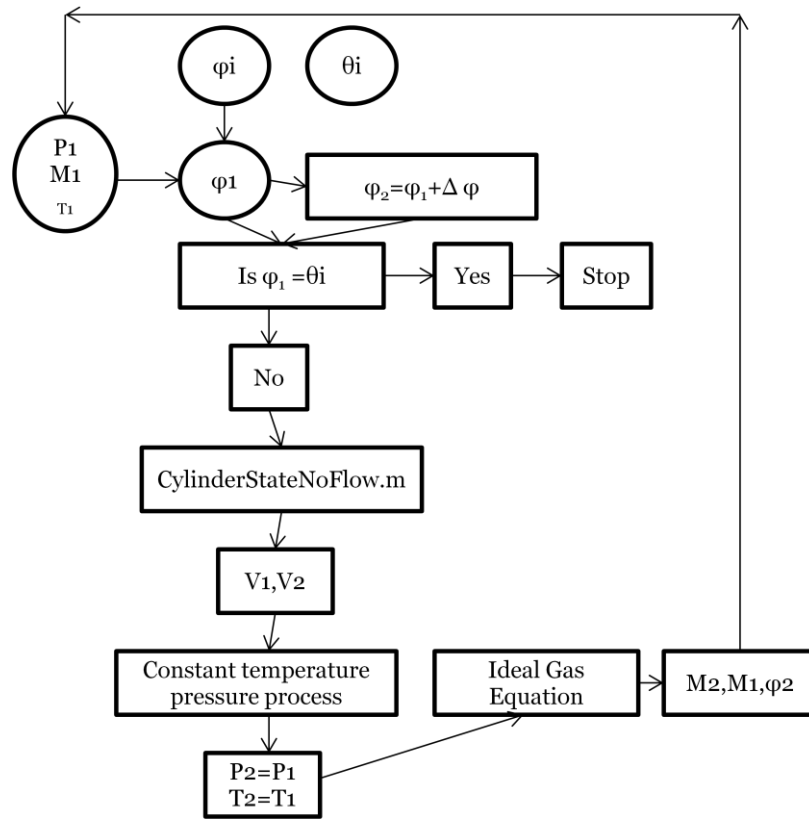 φi
θi
P1
M1
T1
φ1
φ₂=φ₁+Δ φ
Is φ₁ =θi
Yes
Stop
No
CylinderStateNoFlow.m
V1,V2
Constant temperature
pressure process
Ideal Gas
Equation
M2,M1,φ2
P2=P1
T2=T1